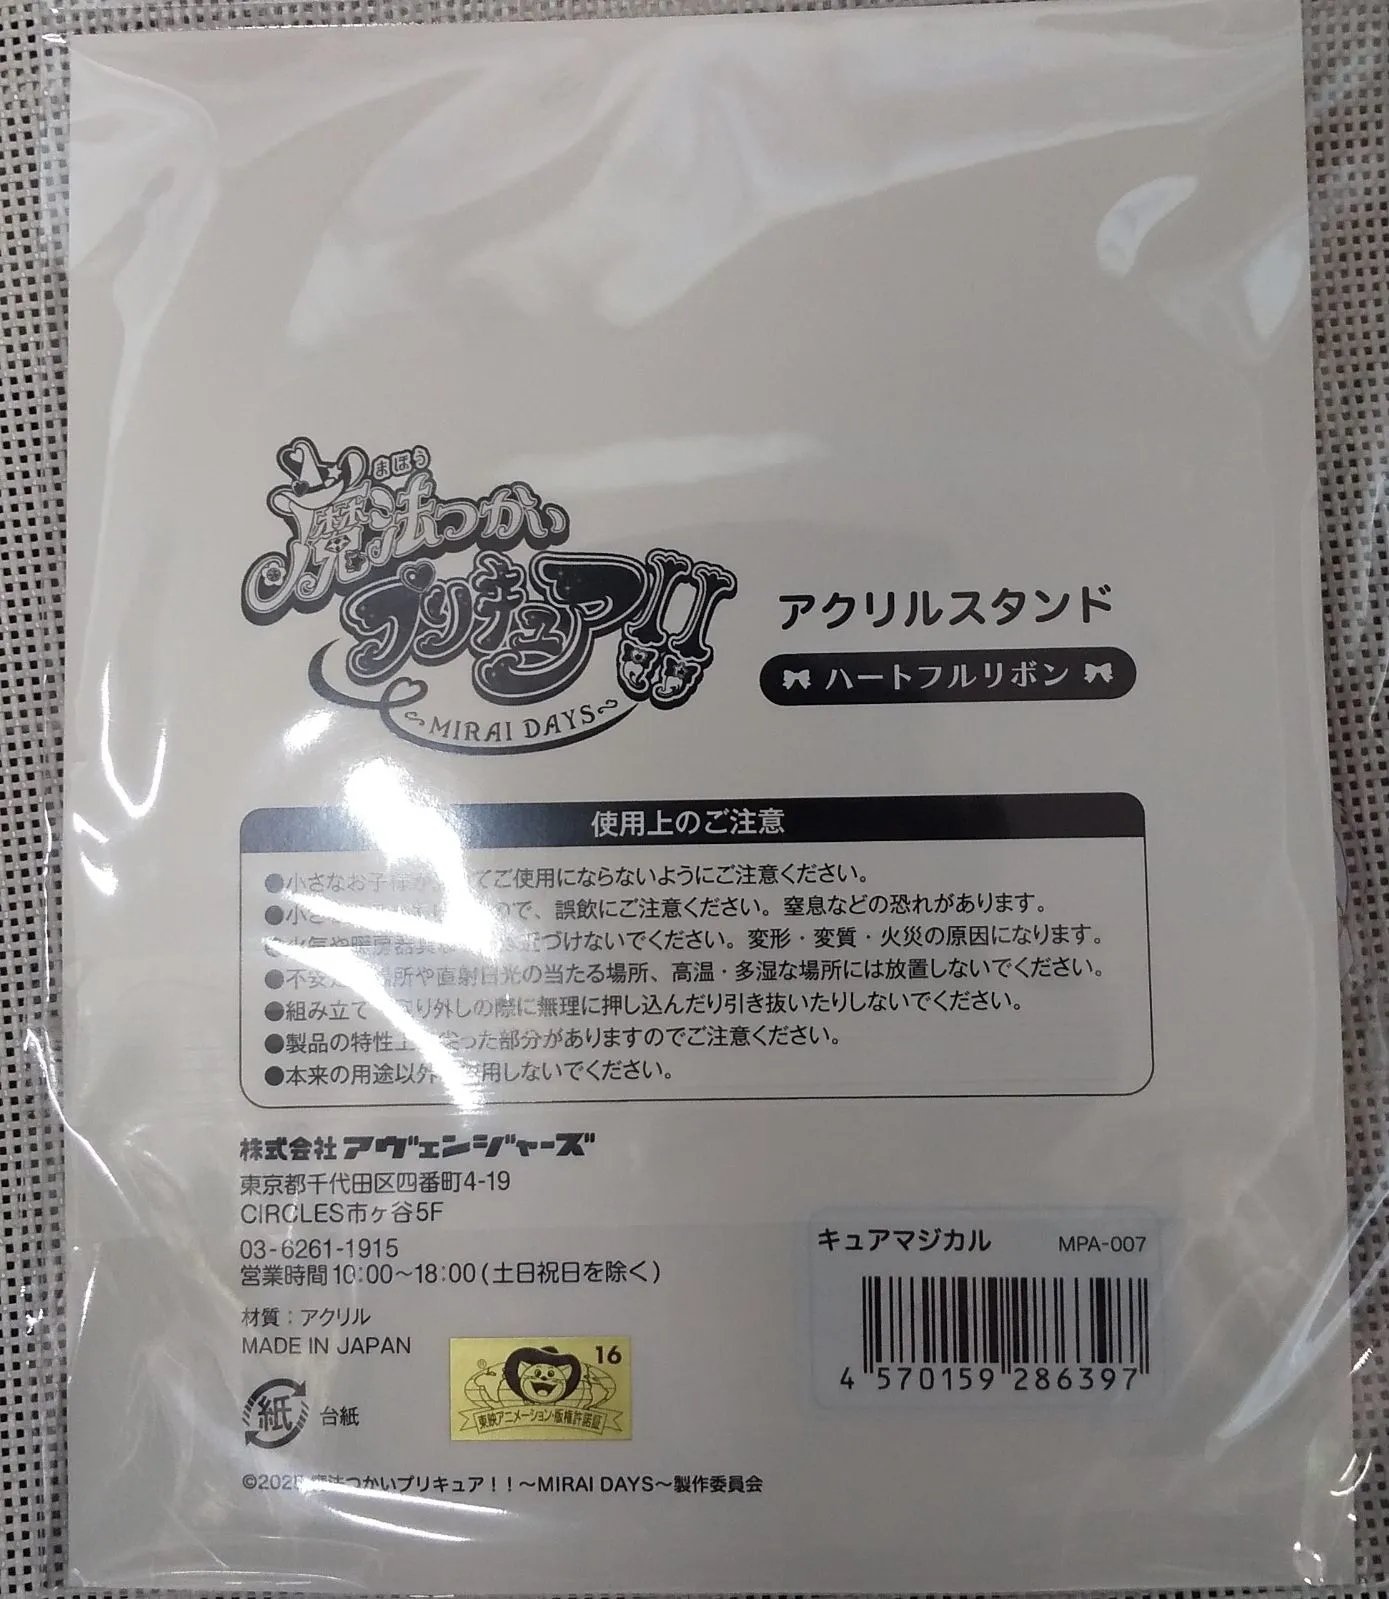 まほう
魔法つかい
プリキュア!!
～MIRAI DAYS～
アクリルスタンド
ハートフルリボン
使用上のご注意
●小さなお子様が てご使用にならないようにご注意ください。
●小さ ので、誤飲にご注意ください。窒息などの恐れがあります。
火気や暖房器具 近づけないでください。変形・変質・火災の原因になります。
●不安定 場所や直射日光の当たる場所、高温・多湿な場所には放置しないでください。
●組み立て り外しの際に無理に押し込んだり引き抜いたりしないでください。
●製品の特性上 尖った部分がありますのでご注意ください。
●本来の用途以外 使用しないでください。
株式会社アヴェンジャーズ
東京都千代田区四番町4-19
CIRCLES市ヶ谷5F
03-6261-1915
営業時間10:00～18:00(土日祝日を除く)
材質：アクリル
MADE IN JAPAN
紙 台紙
16
®
東映アニメーション・版権許諾証
キュアマジカル MPA-007
4 570159 286397
©2025 魔法つかいプリキュア！！～MIRAI DAYS～製作委員会